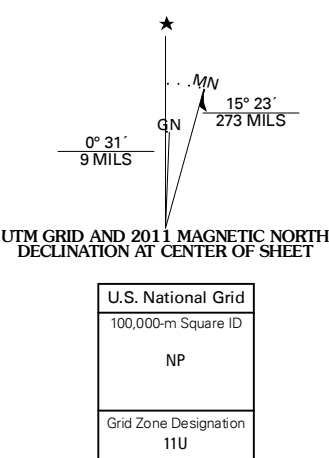 ★
MN
GN
15° 23´
273 MILS
0° 31´
9 MILS
UTM GRID AND 2011 MAGNETIC NORTH
DECLINATION AT CENTER OF SHEET
U.S. National Grid
100,000-m Square ID
NP
Grid Zone Designation
11U